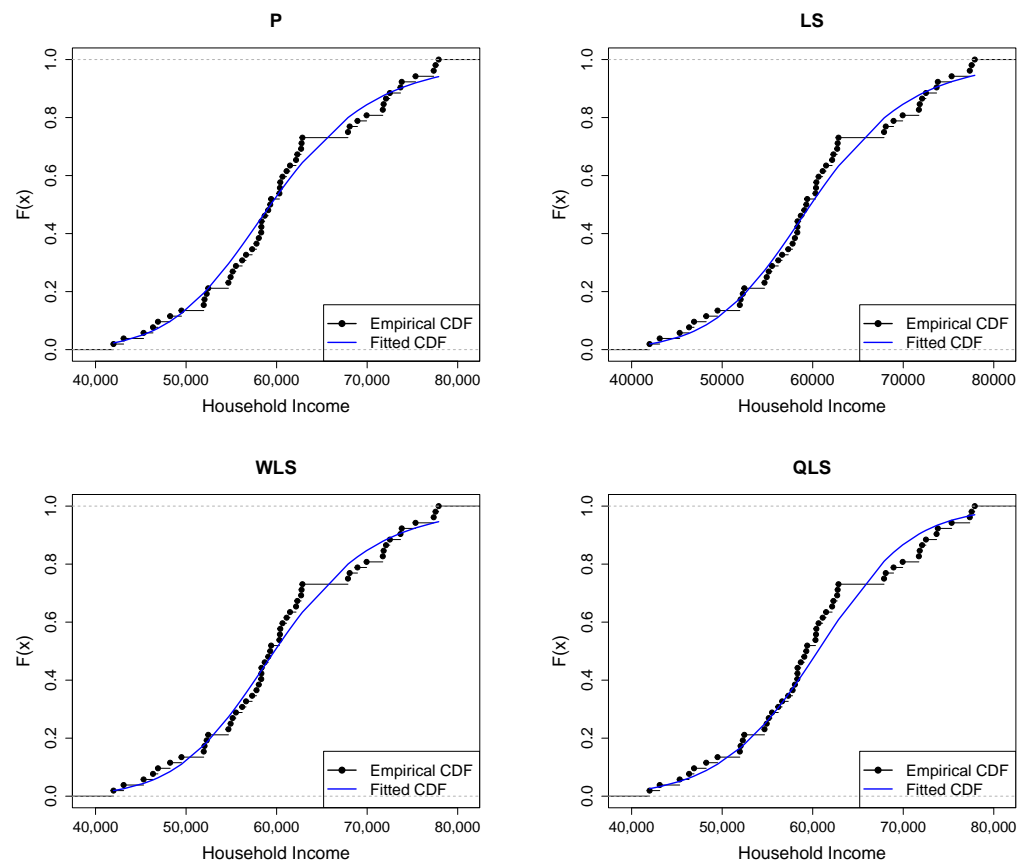 P
F(x)
1.0
0.8
0.6
0.4
0.2
0.0
Empirical CDF
Fitted CDF
40,000 50,000 60,000 70,000 80,000
Household Income
LS
F(x)
1.0
0.8
0.6
0.4
0.2
0.0
Empirical CDF
Fitted CDF
40000 50000 60000 70000 80000
Household Income
WLS
F(x)
1.0
0.8
0.6
0.4
0.2
0.0
Empirical CDF
Fitted CDF
40,000 50,000 60,000 70,000 80,000
Household Income
QLS
F(x)
1.0
0.8
0.6
0.4
0.2
0.0
Empirical CDF
Fitted CDF
40,000 50,000 60,000 70,000 80,000
Household Income